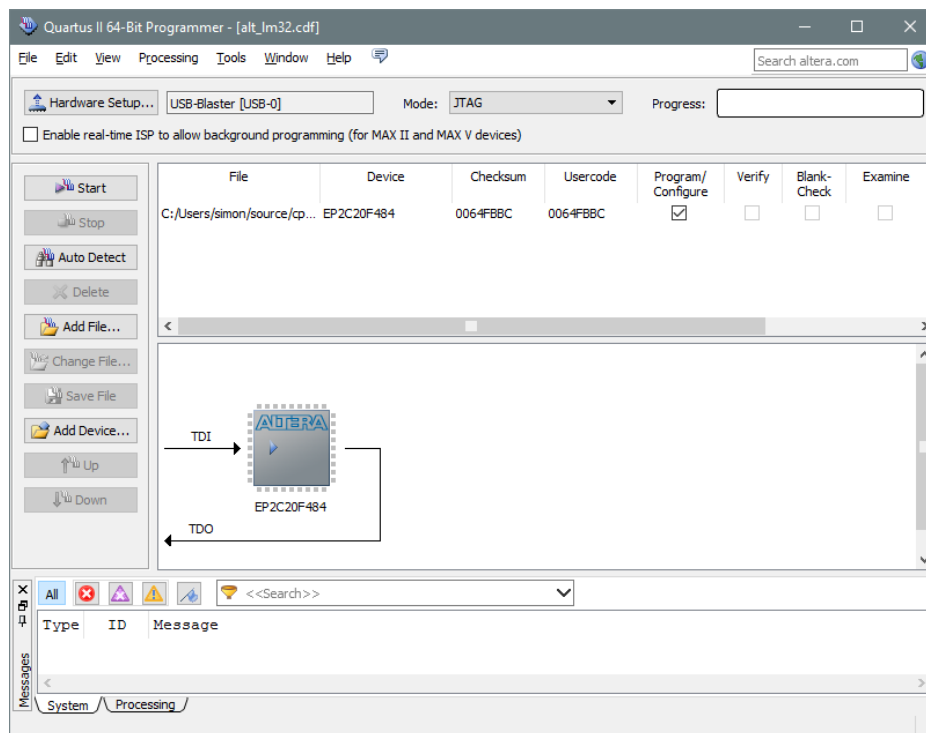 Quartus II 64-Bit Programmer - [alt_lm32.cdf]
File Edit View Processing Tools Window Help
Search altera.com
Hardware Setup... USB-Blaster [USB-0] Mode: JTAG Progress:
Enable real-time ISP to allow background programming (for MAX II and MAX V devices)
Start
Stop
Auto Detect
Delete
Add File...
Change File...
Save File
Add Device...
Up
Down
File Device Checksum Usercode Program/ Verify Blank- Examine
Configure Check
C:/Users/simon/source/cp... EP2C20F484 0064FBBC 0064FBBC
ALTERA
TDI
EP2C20F484
TDO
All <<Search>>
Type ID Message
Messages
System Processing